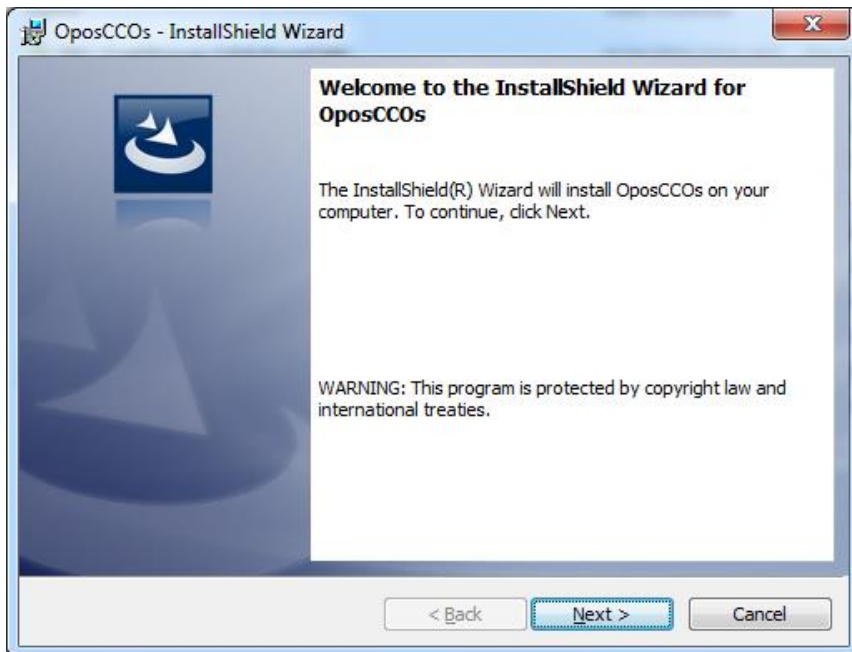 OposCCOs - InstallShield Wizard
Welcome to the InstallShield Wizard for
OposCCOs
The InstallShield(R) Wizard will install OposCCOs on your
computer. To continue, click Next.
WARNING: This program is protected by copyright law and
international treaties.
< Back Next > Cancel